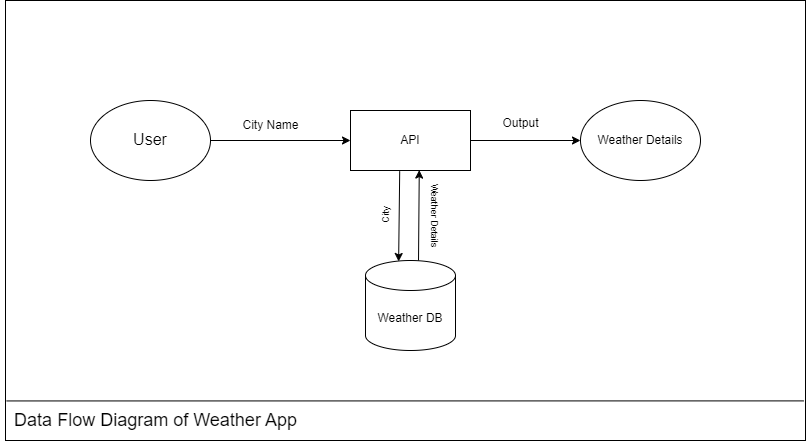 User
City Name
API
Output
Weather Details
City
Weather Details
Weather DB
Data Flow Diagram of Weather App